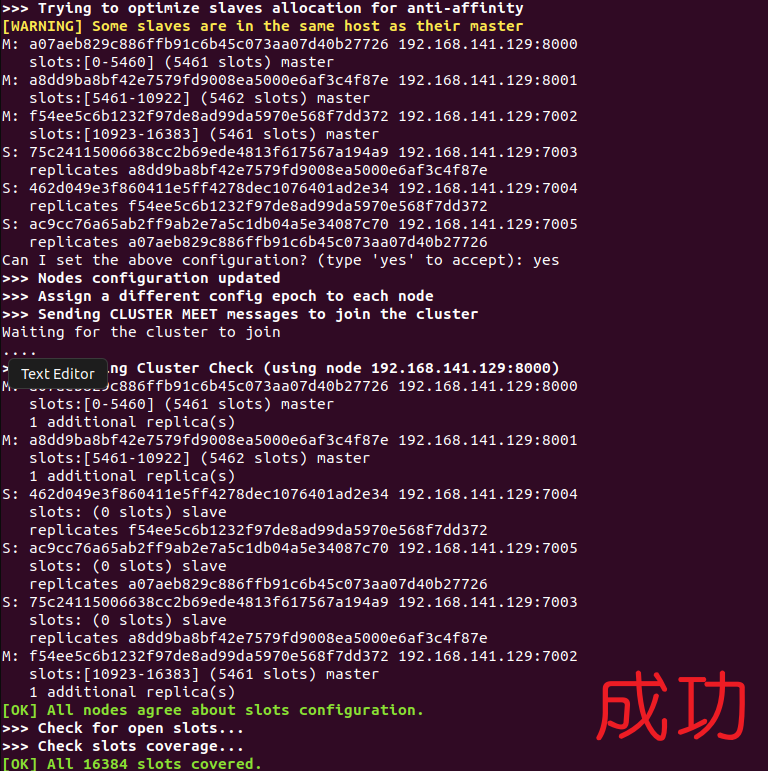 >>> Trying to optimize slaves allocation for anti-affinity
[WARNING] Some slaves are in the same host as their master
M: a07aeb829c886ffb91c6b45c073aa07d40b27726 192.168.141.129:8000
   slots:[0-5460] (5461 slots) master
M: a8dd9ba8bf42e7579fd9008ea5000e6af3c4f87e 192.168.141.129:8001
   slots:[5461-10922] (5462 slots) master
M: f54ee5c6b1232f97de8ad99da5970e568f7dd372 192.168.141.129:7002
   slots:[10923-16383] (5461 slots) master
S: 75c24115006638cc2b69ede4813f617567a194a9 192.168.141.129:7003
   replicates a8dd9ba8bf42e7579fd9008ea5000e6af3c4f87e
S: 462d049e3f860411e5ff4278dec1076401ad2e34 192.168.141.129:7004
   replicates f54ee5c6b1232f97de8ad99da5970e568f7dd372
S: ac9cc76a65ab2ff9ab2e7a5c1db04a5e34087c70 192.168.141.129:7005
   replicates a07aeb829c886ffb91c6b45c073aa07d40b27726
Can I set the above configuration? (type 'yes' to accept): yes
>>> Nodes configuration updated
>>> Assign a different config epoch to each node
>>> Sending CLUSTER MEET messages to join the cluster
Waiting for the cluster to join
....
Text Editor
ng Cluster Check (using node 192.168.141.129:8000)
M: c886ffb91c6b45c073aa07d40b27726 192.168.141.129:8000
   slots:[0-5460] (5461 slots) master
   1 additional replica(s)
M: a8dd9ba8bf42e7579fd9008ea5000e6af3c4f87e 192.168.141.129:8001
   slots:[5461-10922] (5462 slots) master
   1 additional replica(s)
S: 462d049e3f860411e5ff4278dec1076401ad2e34 192.168.141.129:7004
   slots: (0 slots) slave
   replicates f54ee5c6b1232f97de8ad99da5970e568f7dd372
S: ac9cc76a65ab2ff9ab2e7a5c1db04a5e34087c70 192.168.141.129:7005
   slots: (0 slots) slave
   replicates a07aeb829c886ffb91c6b45c073aa07d40b27726
S: 75c24115006638cc2b69ede4813f617567a194a9 192.168.141.129:7003
   slots: (0 slots) slave
   replicates a8dd9ba8bf42e7579fd9008ea5000e6af3c4f87e
M: f54ee5c6b1232f97de8ad99da5970e568f7dd372 192.168.141.129:7002
   slots:[10923-16383] (5461 slots) master
   1 additional replica(s)
[OK] All nodes agree about slots configuration.
>>> Check for open slots...
>>> Check slots coverage...
[OK] All 16384 slots covered.
成功